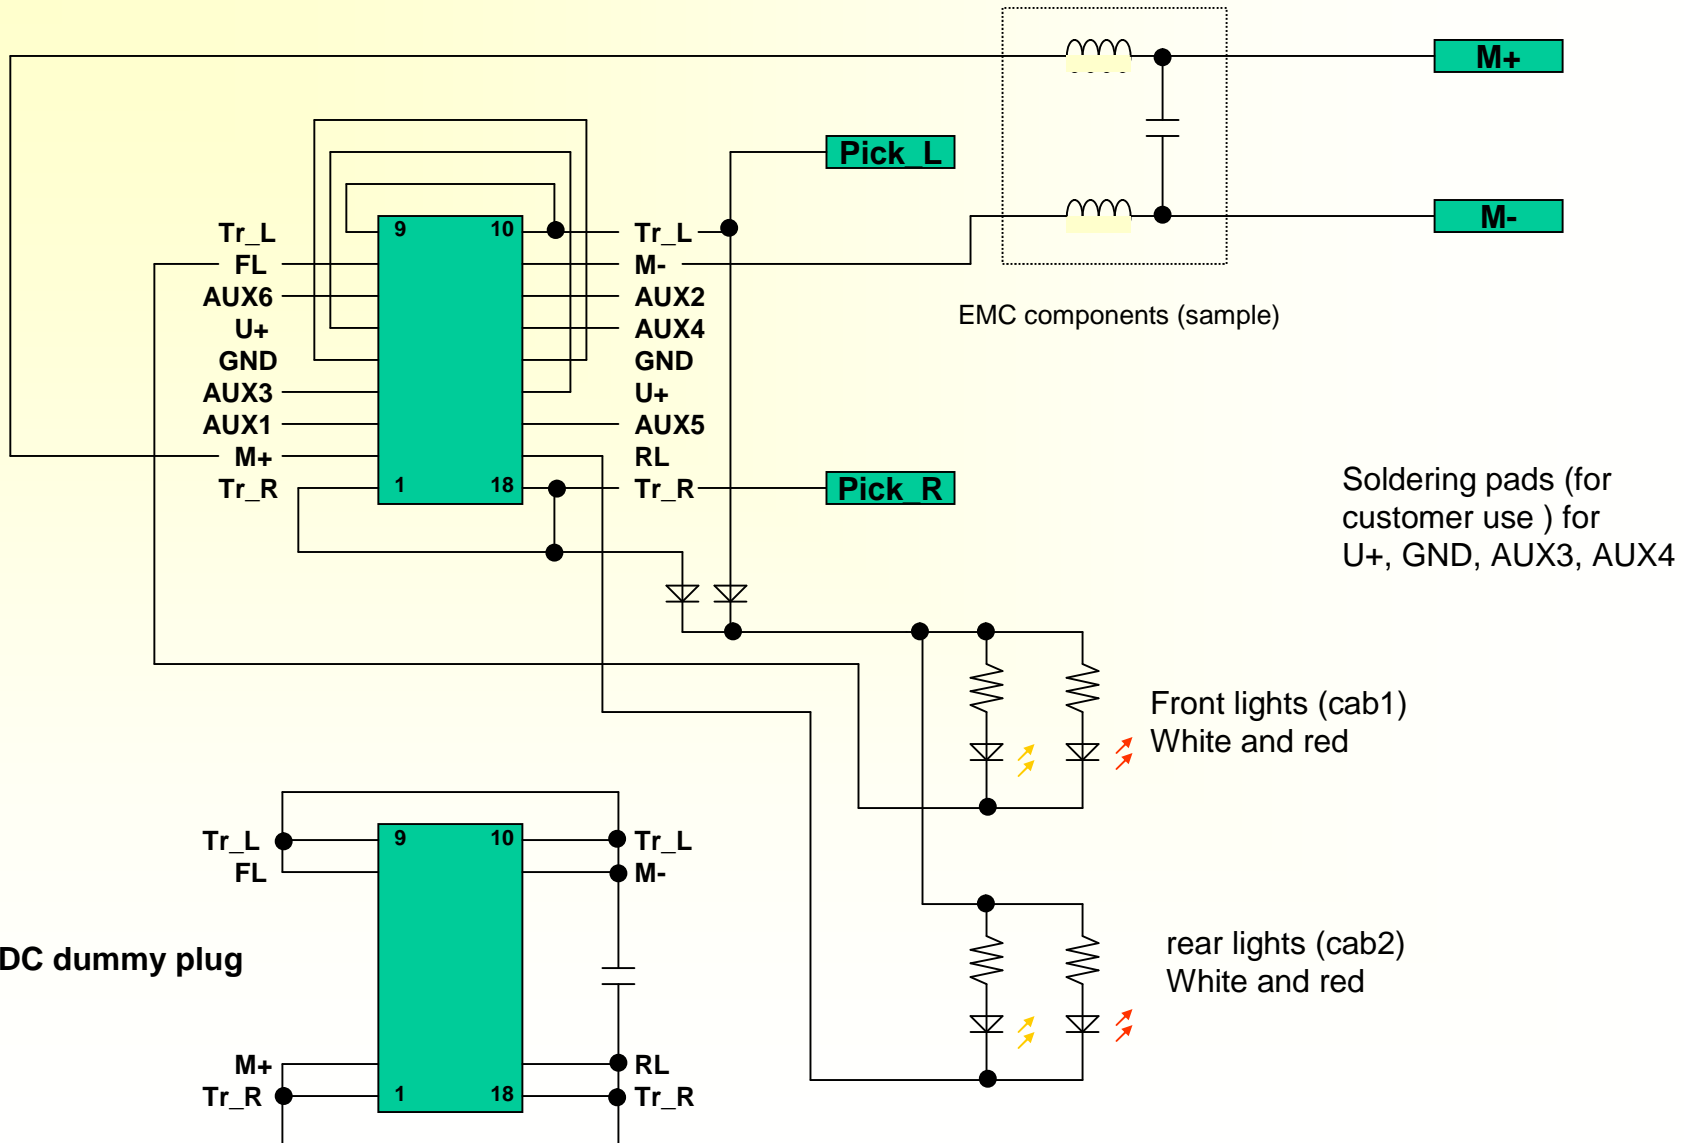 M+
Pick_L
M-
Tr_L 9 10 Tr_L
FL M-
AUX6 AUX2
U+ AUX4
GND GND
AUX3 U+
AUX1 AUX5
M+ RL
Tr_R 1 18 Tr_R
Pick_R
EMC components (sample)
Soldering pads (for
customer use ) for
U+, GND, AUX3, AUX4
Front lights (cab1)
White and red
Tr_L 9 10 Tr_L
FL M-
DC dummy plug
rear lights (cab2)
White and red
M+ RL
Tr_R 1 18 Tr_R